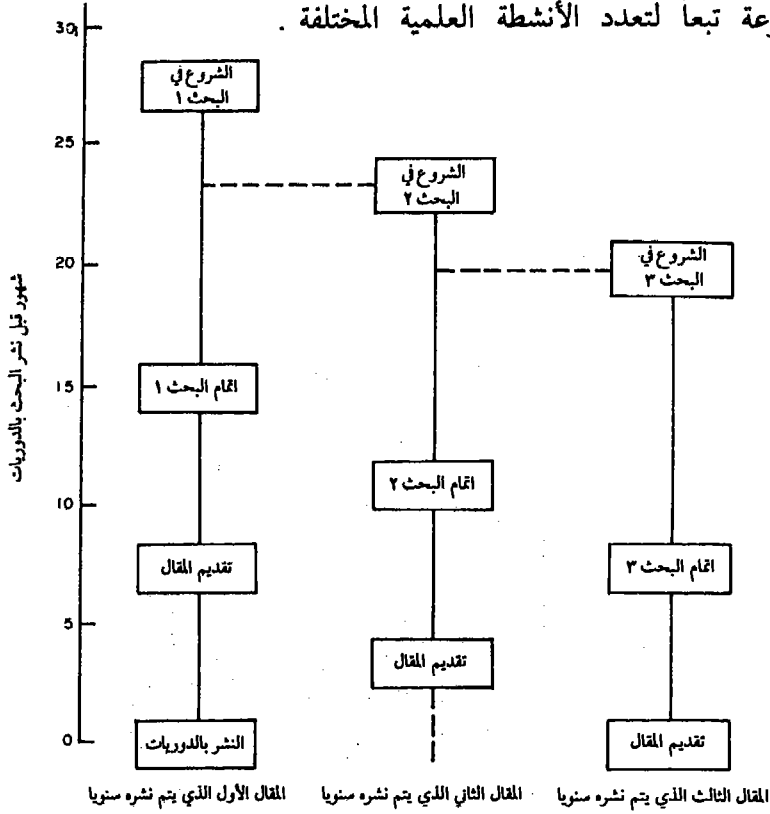 تبعا لتعدد الأنشطة العلمية المختلفة .
30
25
20
15
10
5
0
شهور قبل نشر البحث بالدوريات
الشروع في
البحث ١
اتمام البحث ١
تقديم المقال
النشر بالدوريات
المقال الأول الذي يتم نشره سنويا
الشروع في
البحث ٢
اتمام البحث ٢
تقديم المقال
المقال الثاني الذي يتم نشره سنويا
الشروع في
البحث ٣
اتمام البحث ٣
تقديم المقال
المقال الثالث الذي يتم نشره سنويا